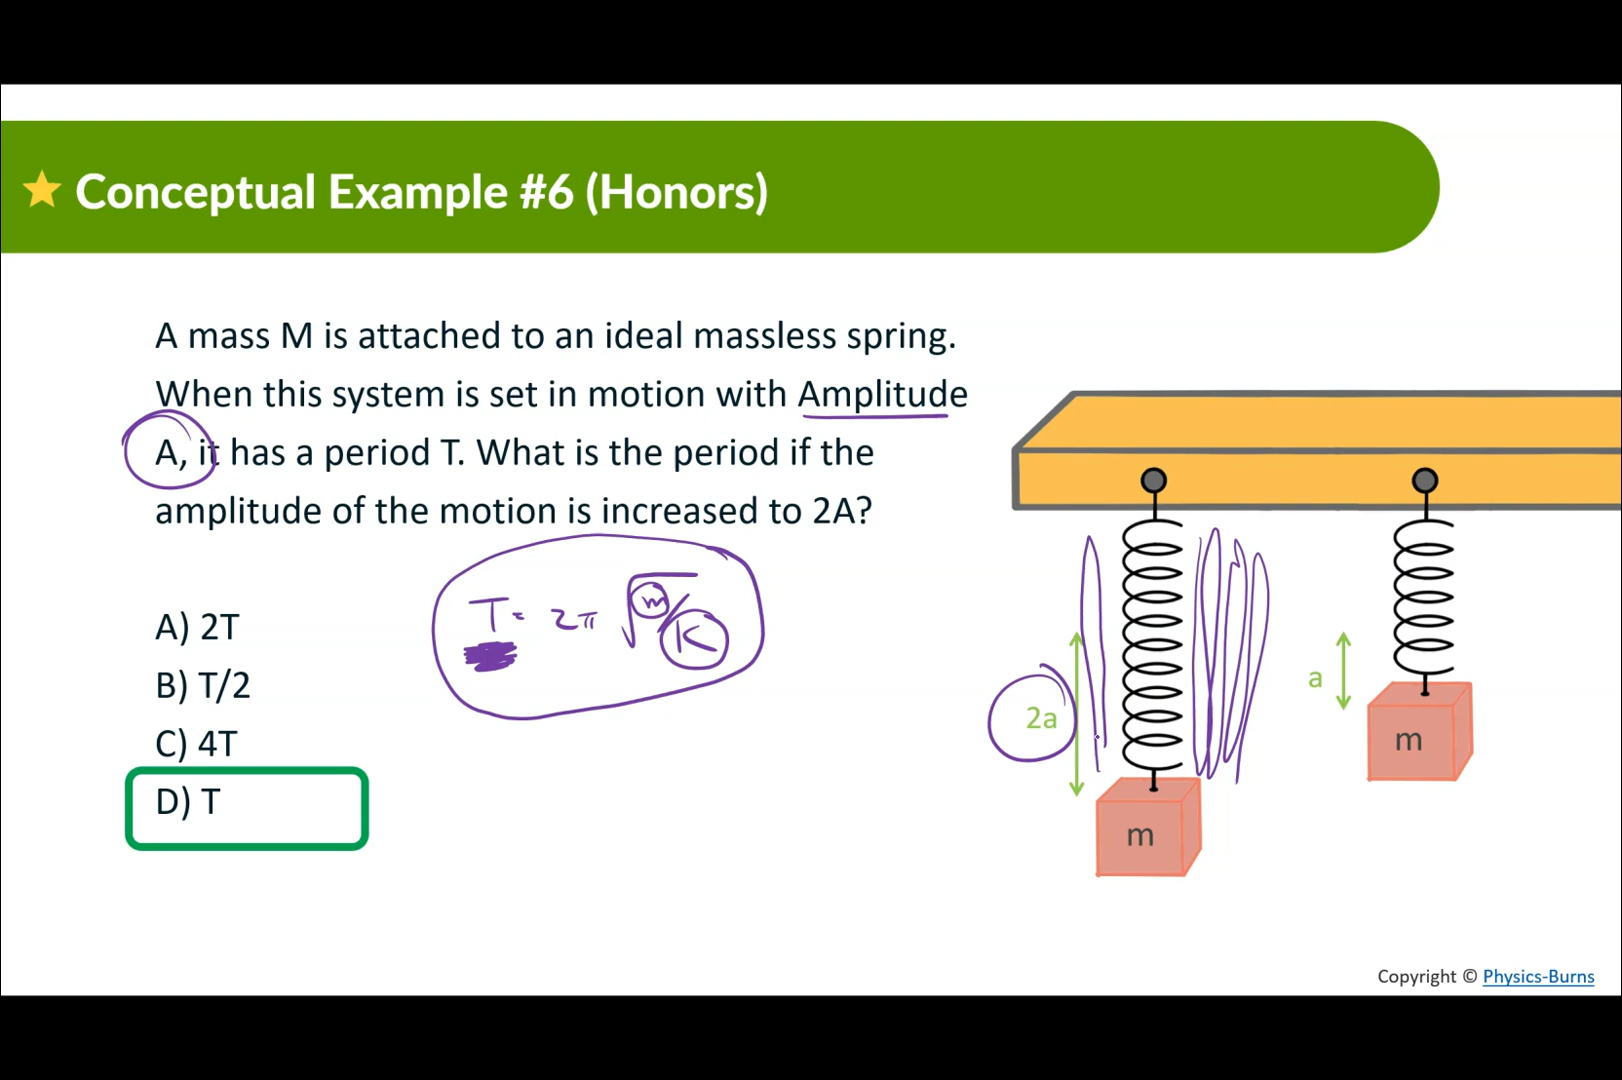 Conceptual Example #6 (Honors)
A mass M is attached to an ideal massless spring.
When this system is set in motion with Amplitude
A, it has a period T. What is the period if the
amplitude of the motion is increased to 2A?
T = 2π √m/K
A) 2T
B) T/2
C) 4T
D) T
2a
m
a
m
Copyright © Physics-Burns